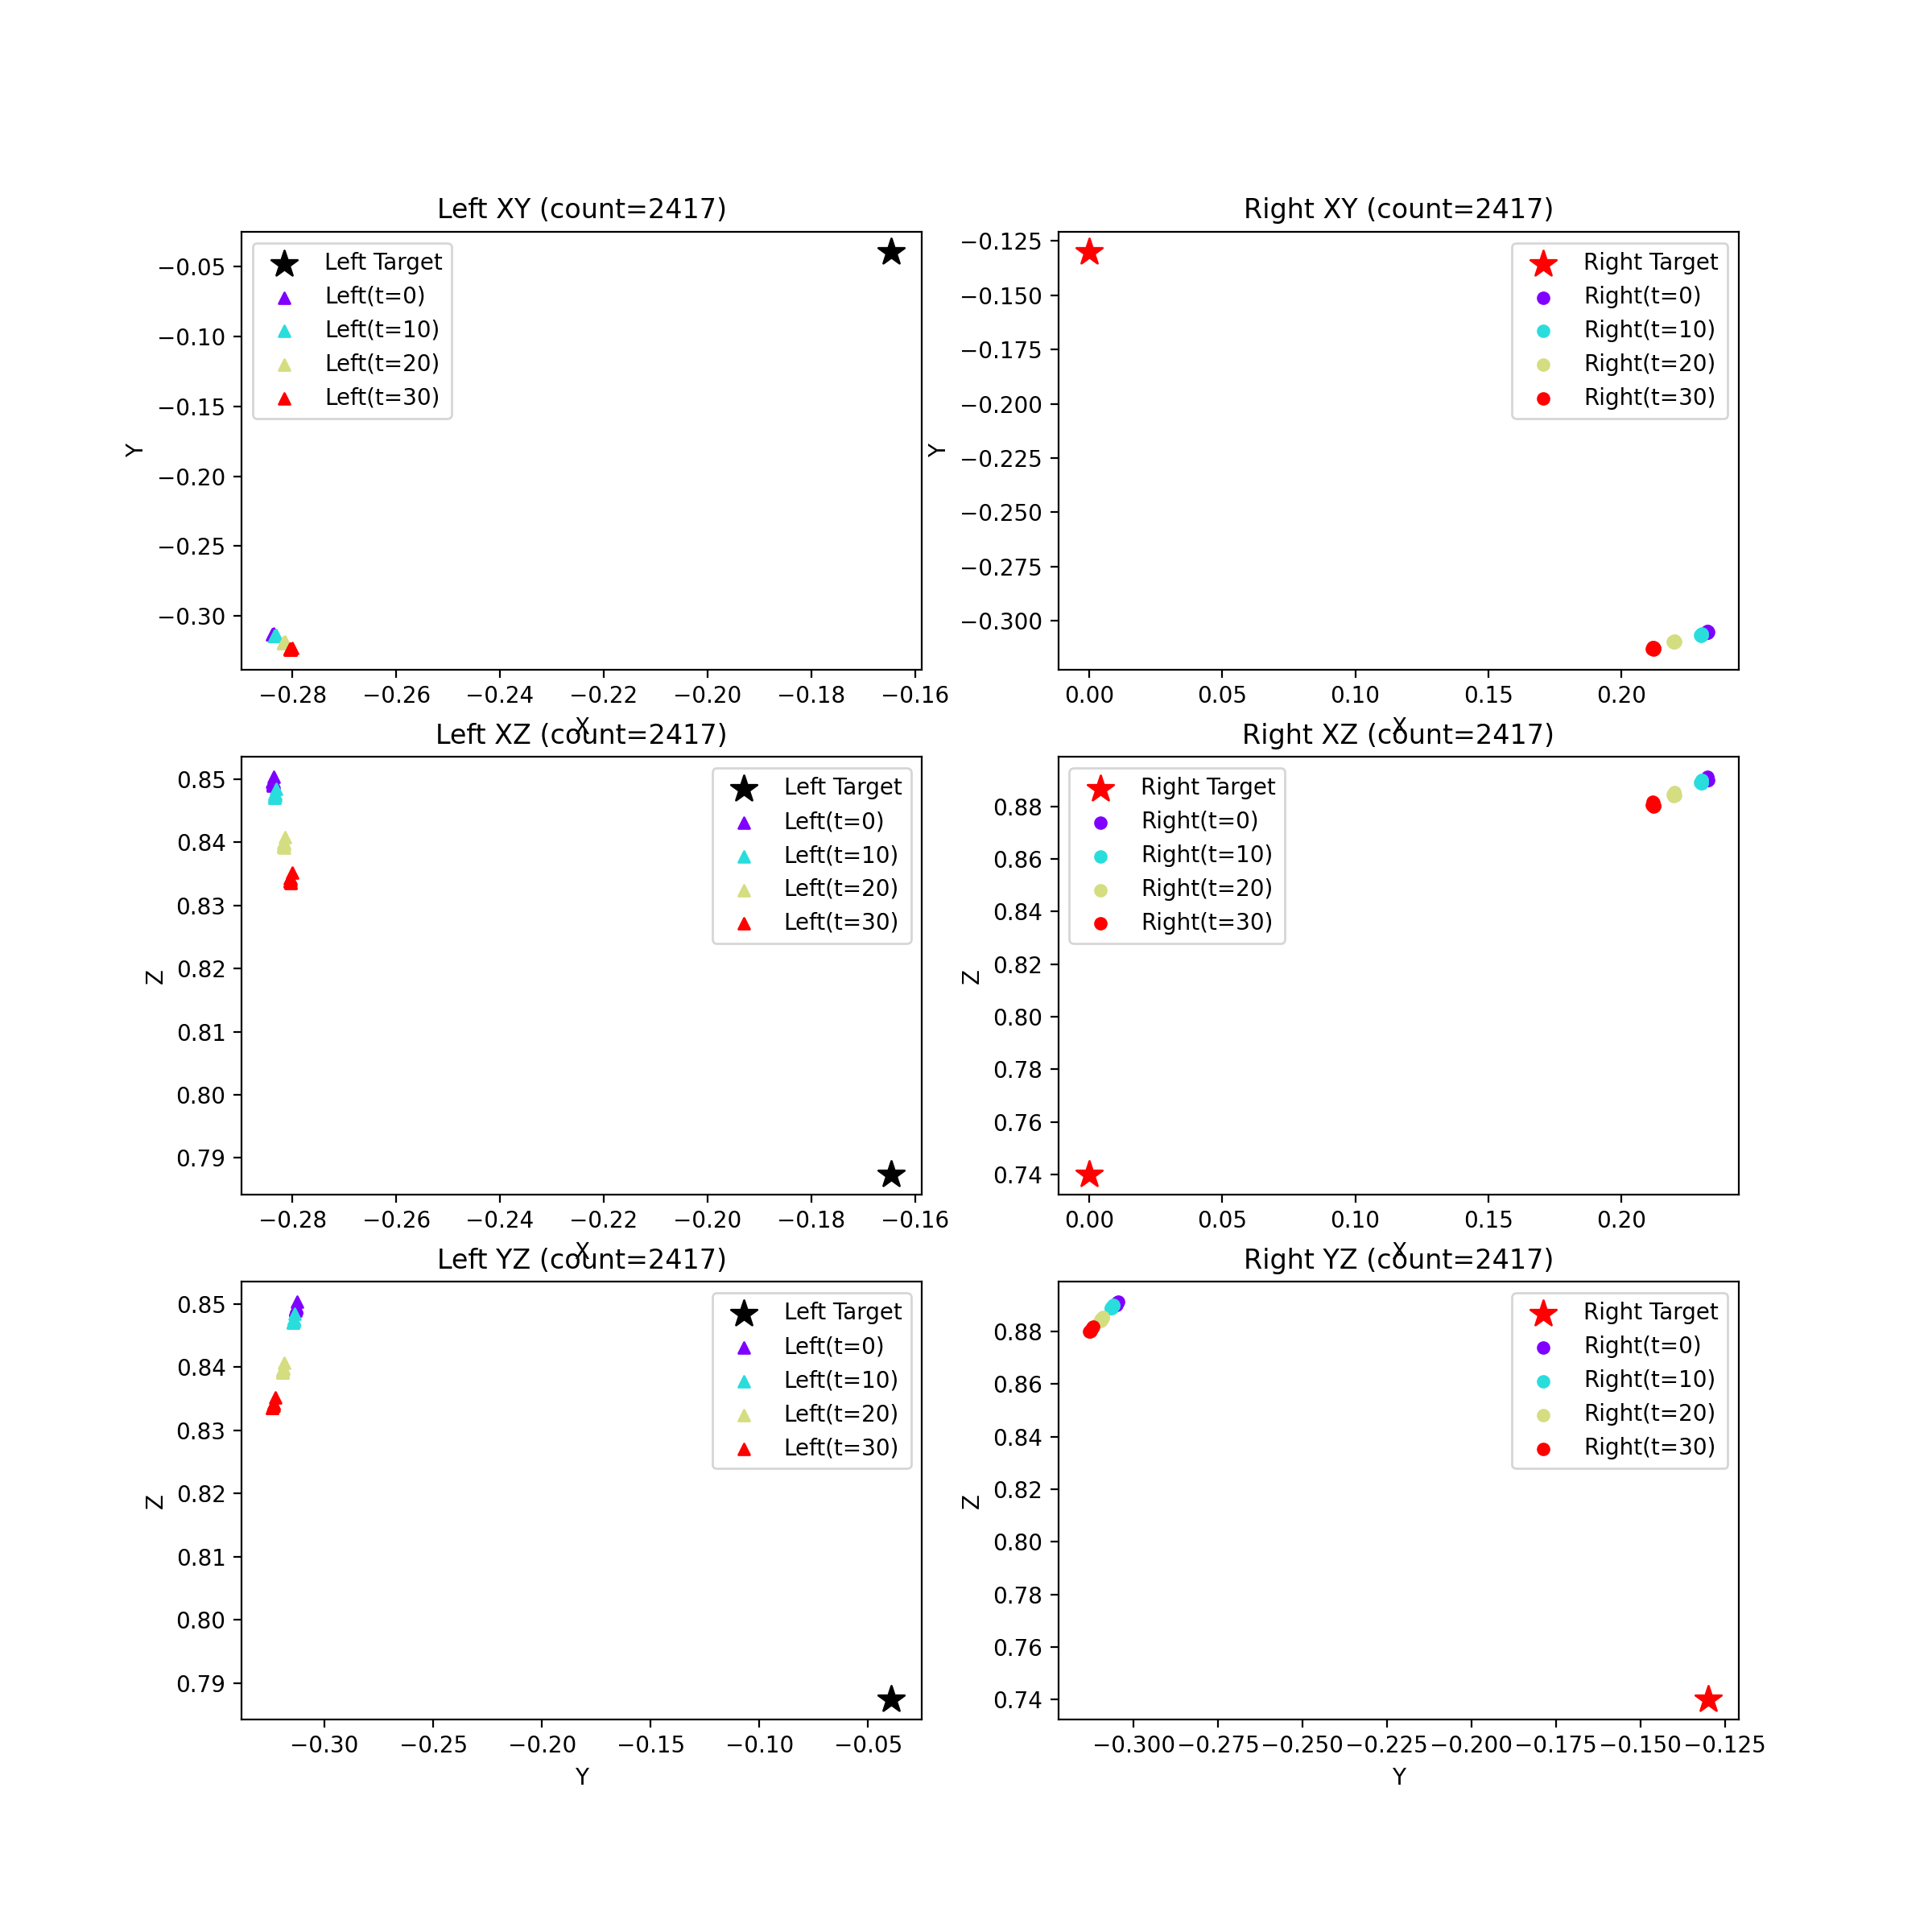 Left XY (count=2417)
Left Target
Left(t=0)
Left(t=10)
Left(t=20)
Left(t=30)
−0.05
−0.10
−0.15
−0.20
−0.25
−0.30
Y
−0.28 −0.26 −0.24 −0.22 −0.20 −0.18 −0.16
X
Right XY (count=2417)
Right Target
Right(t=0)
Right(t=10)
Right(t=20)
Right(t=30)
−0.125
−0.150
−0.175
−0.200
−0.225
−0.250
−0.275
−0.300
Y
0.00 0.05 0.10 0.15 0.20
X
Left XZ (count=2417)
Left Target
Left(t=0)
Left(t=10)
Left(t=20)
Left(t=30)
0.85
0.84
0.83
0.82
0.81
0.80
0.79
Z
−0.28 −0.26 −0.24 −0.22 −0.20 −0.18 −0.16
X
Right XZ (count=2417)
Right Target
Right(t=0)
Right(t=10)
Right(t=20)
Right(t=30)
0.88
0.86
0.84
0.82
0.80
0.78
0.76
0.74
Z
0.00 0.05 0.10 0.15 0.20
X
Left YZ (count=2417)
Left Target
Left(t=0)
Left(t=10)
Left(t=20)
Left(t=30)
0.85
0.84
0.83
0.82
0.81
0.80
0.79
Z
−0.30 −0.25 −0.20 −0.15 −0.10 −0.05
Y
Right YZ (count=2417)
Right Target
Right(t=0)
Right(t=10)
Right(t=20)
Right(t=30)
0.88
0.86
0.84
0.82
0.80
0.78
0.76
0.74
Z
−0.300 −0.275 −0.250 −0.225 −0.200 −0.175 −0.150 −0.125
Y